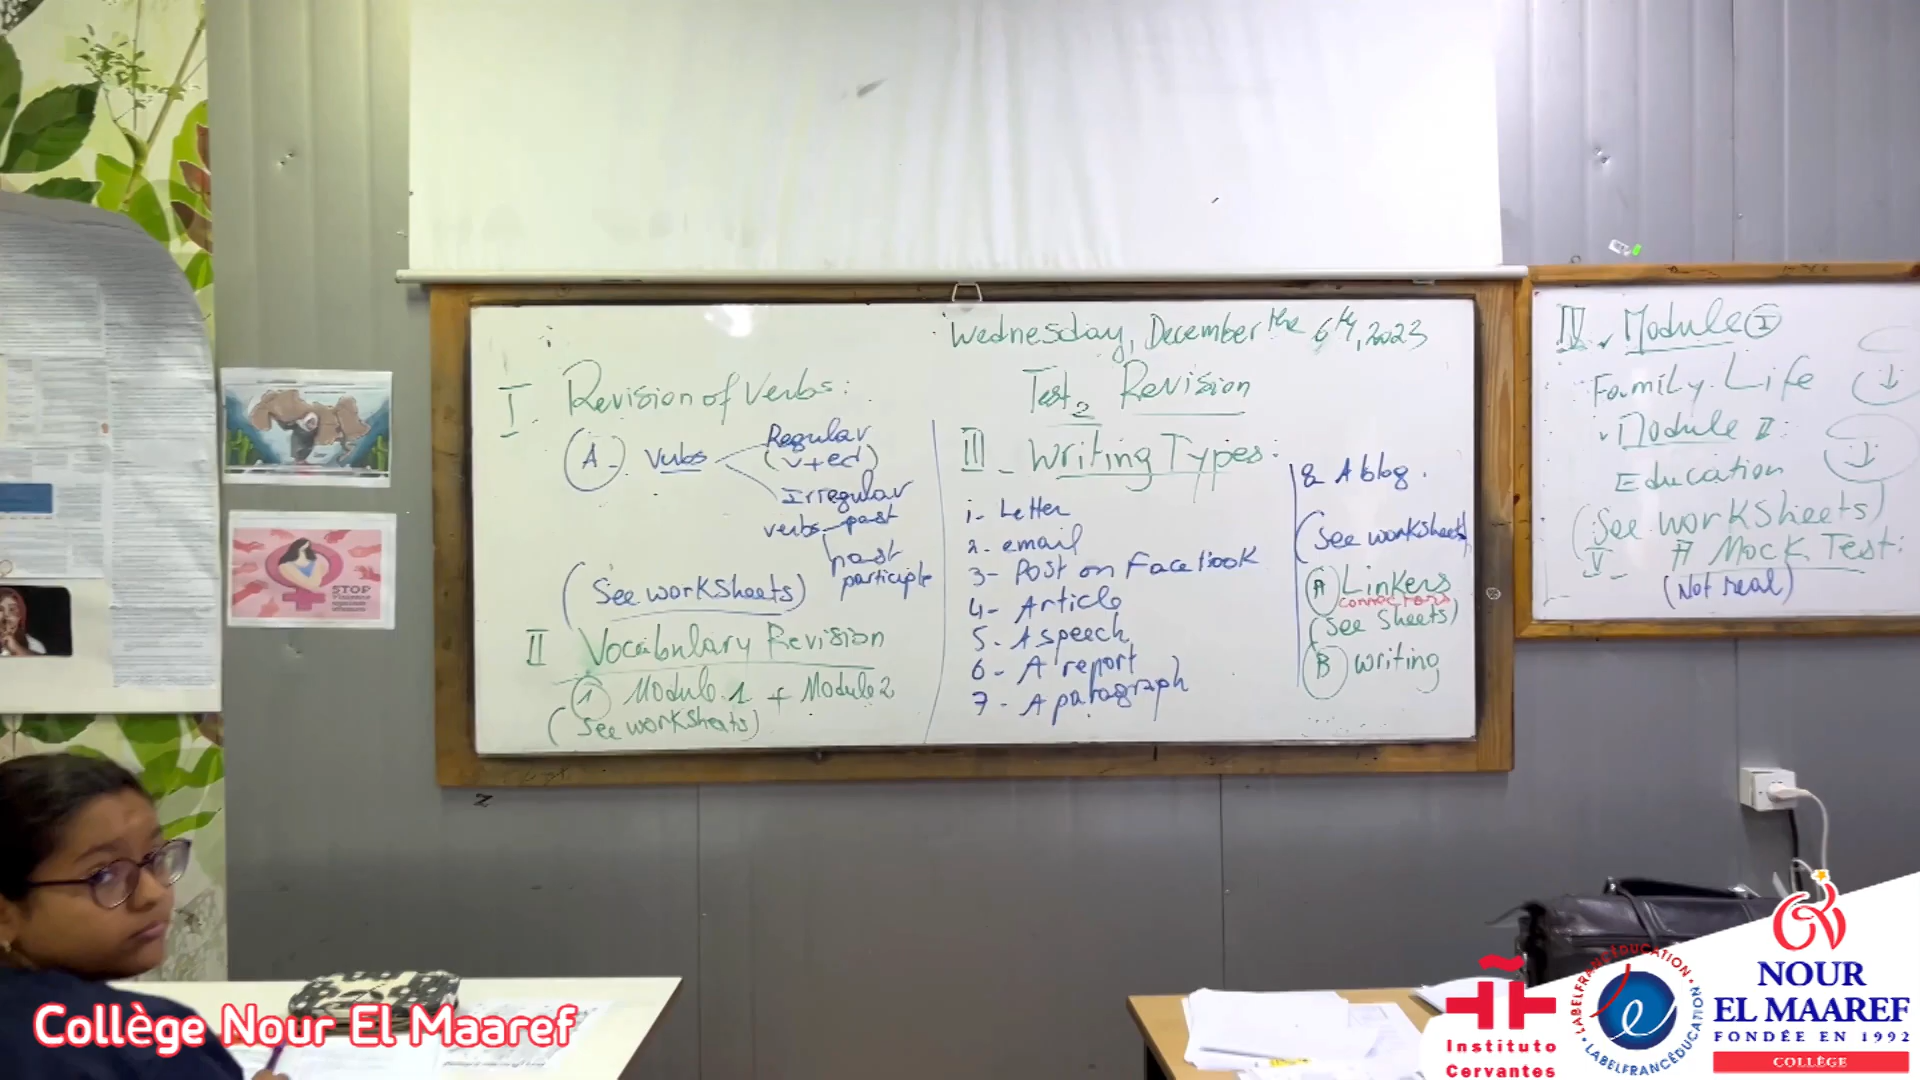 Wednesday, December the 6th, 2023
Test 2 Revision
I. Revision of Verbs:
A. Verbs
Regular
(V+ed)
Irregular
verbs past
past
participle
(See worksheets)
II Vocabulary Revision
1 Module 1 + Module 2
(See worksheets)
III - Writing Types:
1- Letter
2- email
3- Post on Facebook
4- Article
5- A speech
6- A report
7- A paragraph
8 A blog.
(See worksheets)
A Linkers
connectors
(See Sheets)
B writing
IV. Module I
Family Life
Module II:
Education
(See worksheets)
V- A Mock Test:
(Not real)
STOP
Collège Nour El Maaref
Instituto
Cervantes
LABELFRANCÉDUCATION
LABELFRANCÉDUCATION
NOUR
EL MAAREF
FONDÉE EN 1992
COLLÈGE